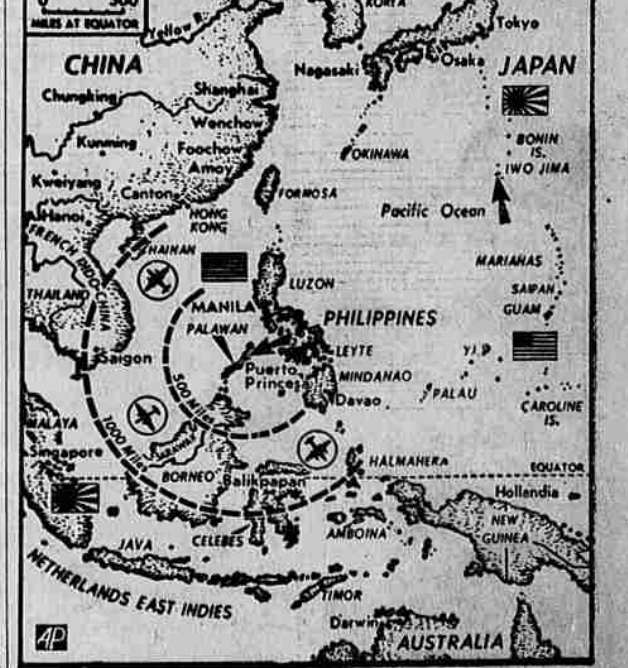 0 500
MILES AT EQUATOR
Yellow R.
KOREA
Tokyo
CHINA
Nagasaki
Osaka
JAPAN
Chungking
Shanghai
Wenchow
BONIN
IS.
Kunming
Foochow
OKINAWA
IWO JIMA
Amoy
Kweiyang
Canton
FORMOSA
Hanoi
HONG
KONG
Pacific Ocean
FRENCH INDO-CHINA
HAINAN
MARIANAS
LUZON
SAIPAN
THAILAND
MANILA
GUAM
PALAWAN
PHILIPPINES
Saigon
LEYTE
Puerto
Princesa
MINDANAO
PALAU
500 Miles
Davao
CAROLINE
IS.
MALAYA
1000 Miles
SARAWAK
Singapore
HALMAHERA
EQUATOR
BORNEO
Balikpapan
Hollandia
NEW
GUINEA
JAVA
CELEBES
AMBOINA
NETHERLANDS EAST INDIES
TIMOR
Darwin
AUSTRALIA
AP